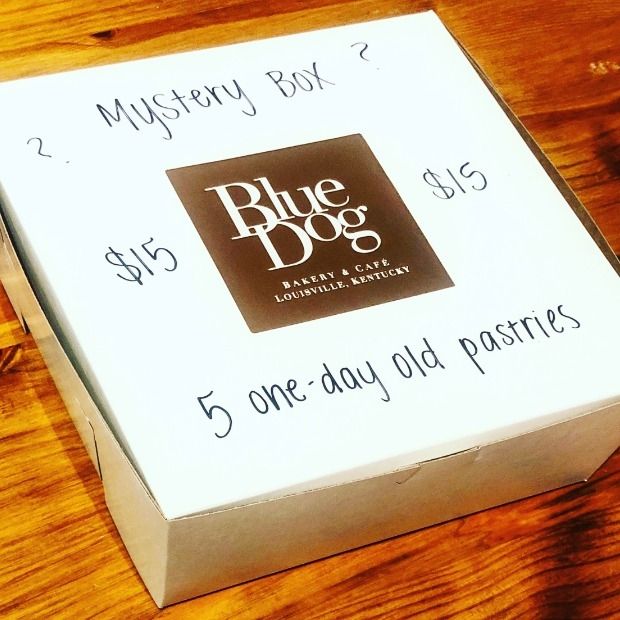 ? Mystery Box ?
$15
Blue
Dog
BAKERY & CAFÉ
LOUISVILLE, KENTUCKY
$15
5 one-day old pastries